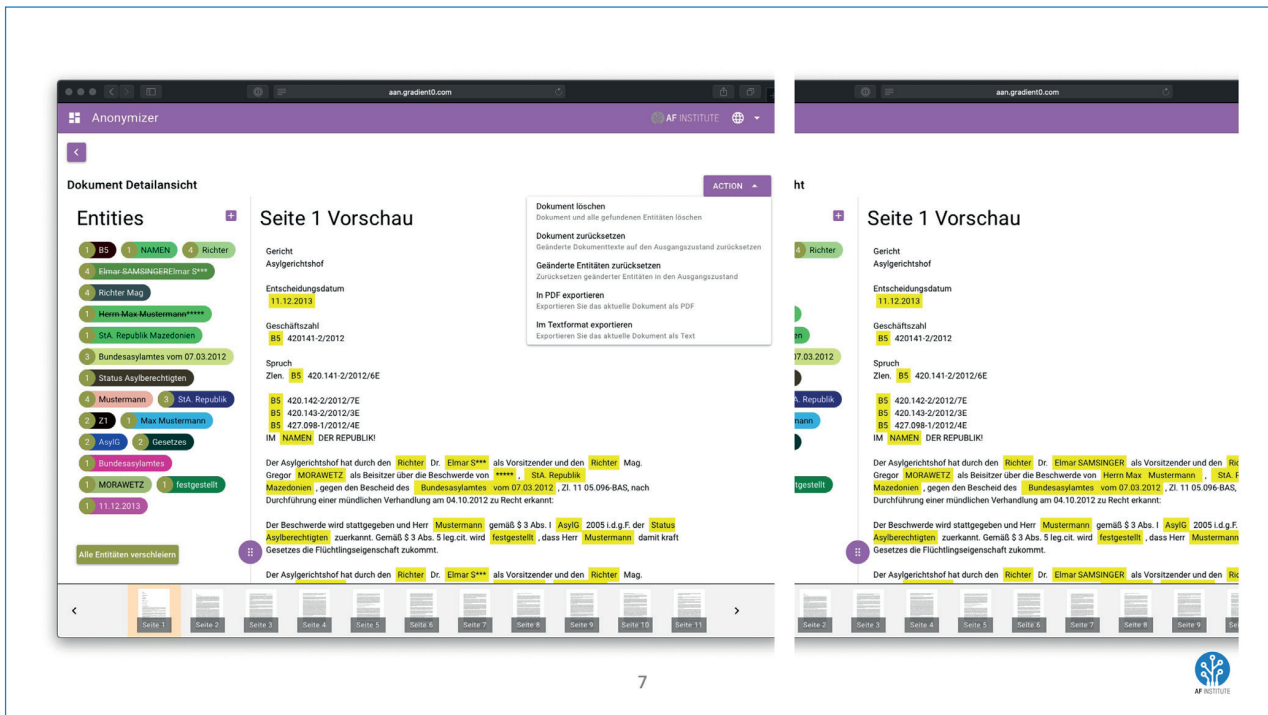 aan.gradient0.com
Anonymizer
AF INSTITUTE
Dokument Detailansicht
ACTION
Entities
1 B5 1 NAMEN 4 Richter
4 Elmar SAMSINGERElmar S***
4 Richter Mag
1 Herrn Max Mustermann*****
1 StA. Republik Mazedonien
3 Bundesasylamtes vom 07.03.2012
1 Status Asylberechtigten
4 Mustermann 3 StA. Republik
2 Z1 1 Max Mustermann
2 AsylG 2 Gesetzes
1 Bundesasylamtes
1 MORAWETZ 1 festgestellt
1 11.12.2013
Alle Entitäten verschleiern
Seite 1 Vorschau
Gericht
Asylgerichtshof
Entscheidungsdatum
11.12.2013
Geschäftszahl
B5 420141-2/2012
Spruch
Zlen. B5 420.141-2/2012/6E
B5 420.142-2/2012/7E
B5 420.143-2/2012/3E
B5 427.098-1/2012/4E
IM NAMEN DER REPUBLIK!
Der Asylgerichtshof hat durch den Richter Dr. Elmar S*** als Vorsitzender und den Richter Mag.
Gregor MORAWETZ als Beisitzer über die Beschwerde von ***** , StA. Republik
Mazedonien , gegen den Bescheid des Bundesasylamtes vom 07.03.2012 , Zl. 11 05.096-BAS, nach
Durchführung einer mündlichen Verhandlung am 04.10.2012 zu Recht erkannt:
Der Beschwerde wird stattgegeben und Herr Mustermann gemäß $ 3 Abs. I AsylG 2005 i.d.g.F. der Status
Asylberechtigten zuerkannt. Gemäß $ 3 Abs. 5 leg.cit. wird festgestellt , dass Herr Mustermann damit kraft
Gesetzes die Flüchtlingseigenschaft zukommt.
Der Asylgerichtshof hat durch den Richter Dr. Elmar S*** als Vorsitzender und den Richter Mag.
Dokument löschen
Dokument und alle gefundenen Entitäten löschen
Dokument zurücksetzen
Geänderte Dokumenttexte auf den Ausgangszustand zurücksetzen
Geänderte Entitäten zurücksetzen
Zurücksetzen geänderter Entitäten in den Ausgangszustand
In PDF exportieren
Exportieren Sie das aktuelle Dokument als PDF
Im Textformat exportieren
Exportieren Sie das aktuelle Dokument als Text
Seite 1 Seite 2 Seite 3 Seite 4 Seite 5 Seite 6 Seite 7 Seite 8 Seite 9 Seite 10 Seite 11
aan.gradient0.com
ht
4 Richter
en
07.03.2012
A. Republik
mann
tgestellt
Seite 1 Vorschau
Gericht
Asylgerichtshof
Entscheidungsdatum
11.12.2013
Geschäftszahl
B5 420141-2/2012
Spruch
Zlen. B5 420.141-2/2012/6E
B5 420.142-2/2012/7E
B5 420.143-2/2012/3E
B5 427.098-1/2012/4E
IM NAMEN DER REPUBLIK!
Der Asylgerichtshof hat durch den Richter Dr. Elmar SAMSINGER als Vorsitzender und den Ric
Gregor MORAWETZ als Beisitzer über die Beschwerde von Herrn Max Mustermann , StA. F
Mazedonien , gegen den Bescheid des Bundesasylamtes vom 07.03.2012 , Zl. 11 05.096-BAS,
Durchführung einer mündlichen Verhandlung am 04.10.2012 zu Recht erkannt:
Der Beschwerde wird stattgegeben und Herr Mustermann gemäß $ 3 Abs. I AsylG 2005 i.d.g.F.
Asylberechtigten zuerkannt. Gemäß $ 3 Abs. 5 leg.cit. wird festgestellt , dass Herr Mustermann
Gesetzes die Flüchtlingseigenschaft zukommt.
Der Asylgerichtshof hat durch den Richter Dr. Elmar SAMSINGER als Vorsitzender und den Ric
Seite 2 Seite 3 Seite 4 Seite 5 Seite 6 Seite 7 Seite 8 Seite 9 Sei
7
AF INSTITUTE